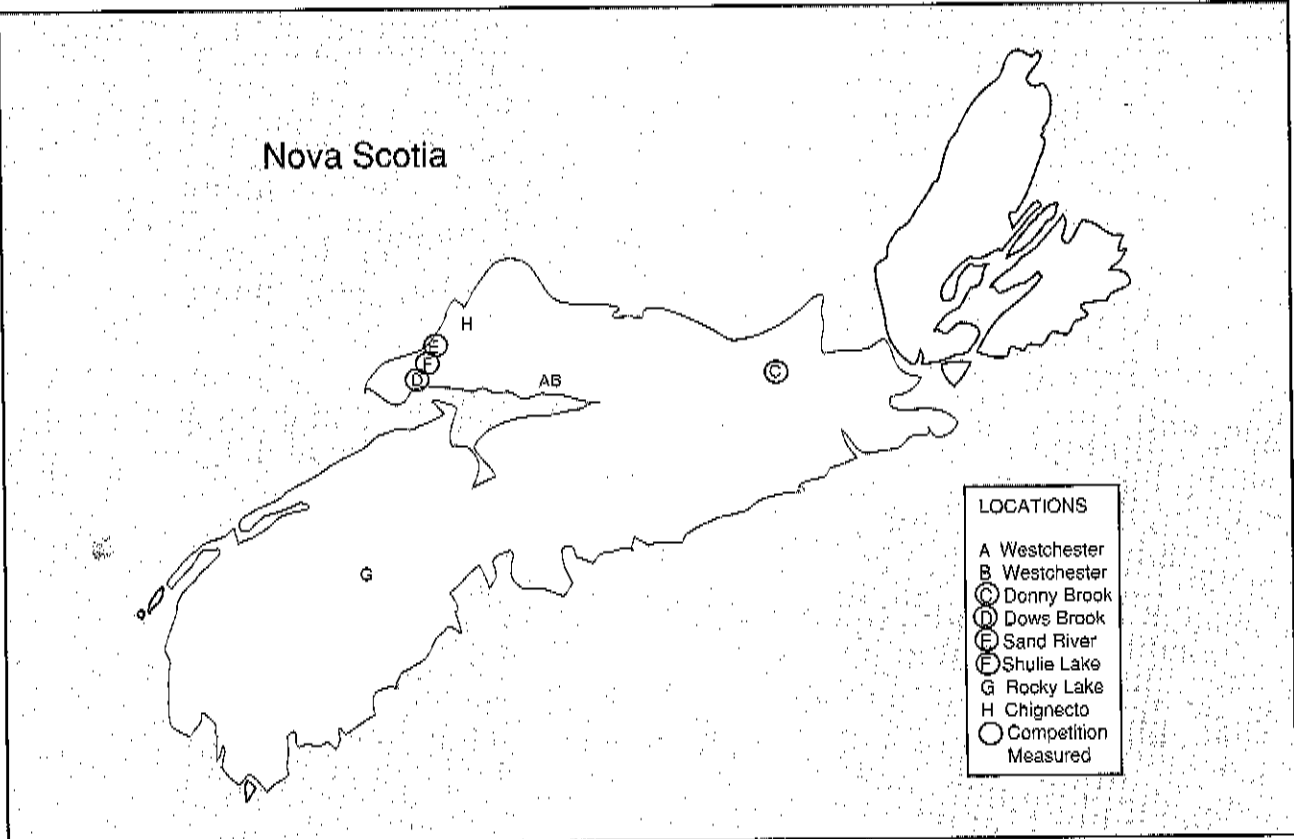 Nova Scotia
H
E
F
D
AB
C
G
LOCATIONS
A Westchester
B Westchester
C Donny Brook
D Dows Brook
E Sand River
F Shulie Lake
G Rocky Lake
H Chignecto
Competition
Measured